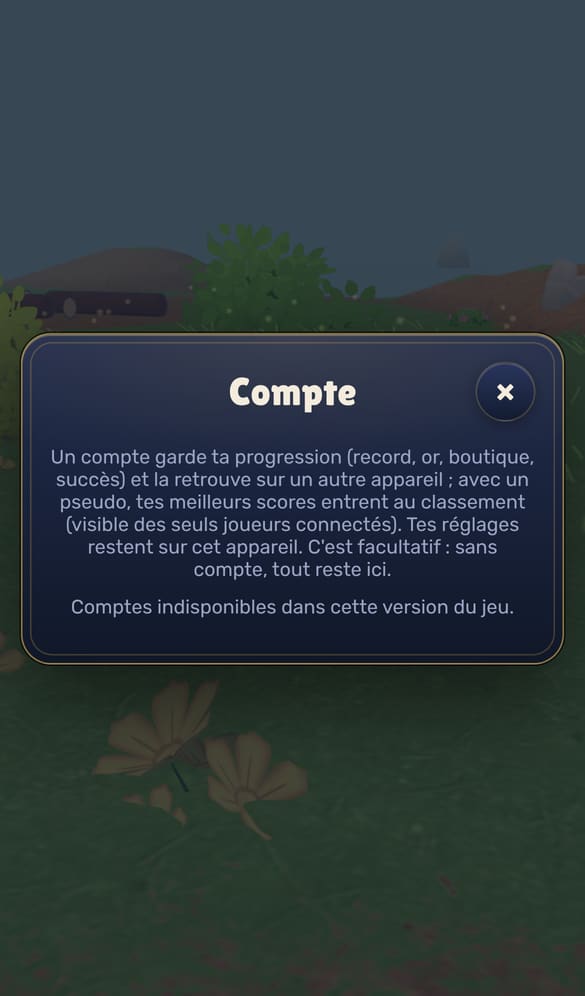 Compte
Un compte garde ta progression (record, or, boutique,
succès) et la retrouve sur un autre appareil ; avec un
pseudo, tes meilleurs scores entrent au classement
(visible des seuls joueurs connectés). Tes réglages
restent sur cet appareil. C'est facultatif : sans
compte, tout reste ici.
Comptes indisponibles dans cette version du jeu.